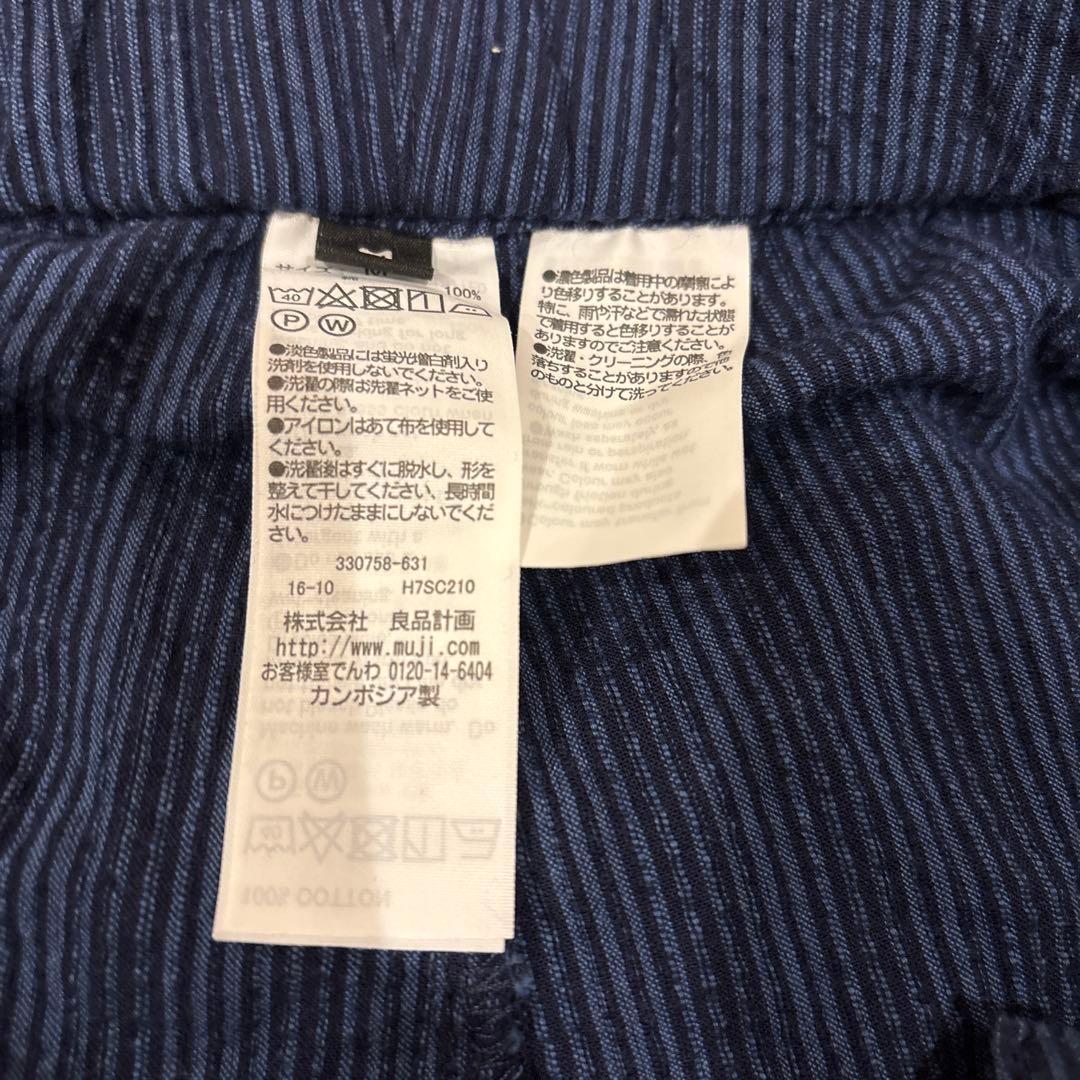 サイズ M
綿 100%
40
P W
●淡色製品には蛍光増白剤入り
洗剤を使用しないでください。
●洗濯の際は洗濯ネットをご使
用ください。
●アイロンはあて布を使用して
ください。
●洗濯後はすぐに脱水し、形を
整えて干してください、長時間
水につけたままにしないでくだ
さい。
330758-631
16-10 H7SC210
株式会社 良品計画
http://www.muji.com
お客様室でんわ 0120-14-6404
カンボジア製
●濃色製品は着用中の摩擦によ
り色移りすることがあります。
特に、雨や汗などで濡れた状態
で着用すると色移りすることが
ありますのでご注意ください。
●洗濯・クリーニングの際、色
落ちすることがありますので他
のものと分けて洗ってください。